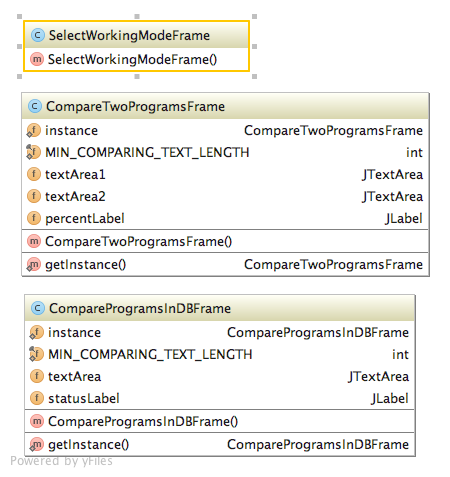 C SelectWorkingModeFrame
m SelectWorkingModeFrame()
C CompareTwoProgramsFrame
f instance CompareTwoProgramsFrame
f MIN_COMPARING_TEXT_LENGTH int
f textArea1 JTextArea
f textArea2 JTextArea
f percentLabel JLabel
m CompareTwoProgramsFrame()
m getInstance() CompareTwoProgramsFrame
C CompareProgramsInDBFrame
f instance CompareProgramsInDBFrame
f MIN_COMPARING_TEXT_LENGTH int
f textArea JTextArea
f statusLabel JLabel
m CompareProgramsInDBFrame()
m getInstance() CompareProgramsInDBFrame
Powered by yFiles